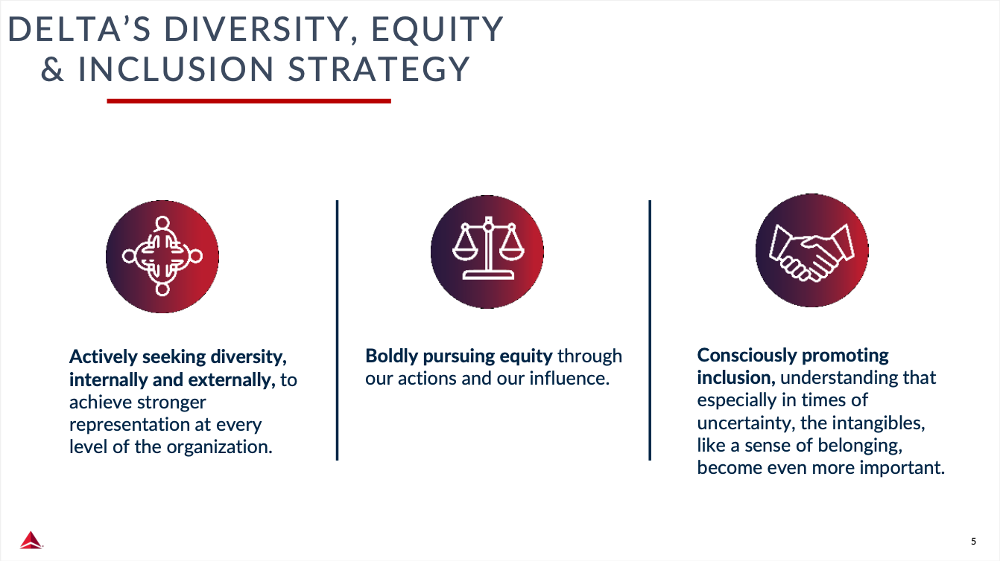 DELTA’S DIVERSITY, EQUITY
& INCLUSION STRATEGY
Actively seeking diversity,
internally and externally, to
achieve stronger
representation at every
level of the organization.
Boldly pursuing equity through
our actions and our influence.
Consciously promoting
inclusion, understanding that
especially in times of
uncertainty, the intangibles,
like a sense of belonging,
become even more important.
5